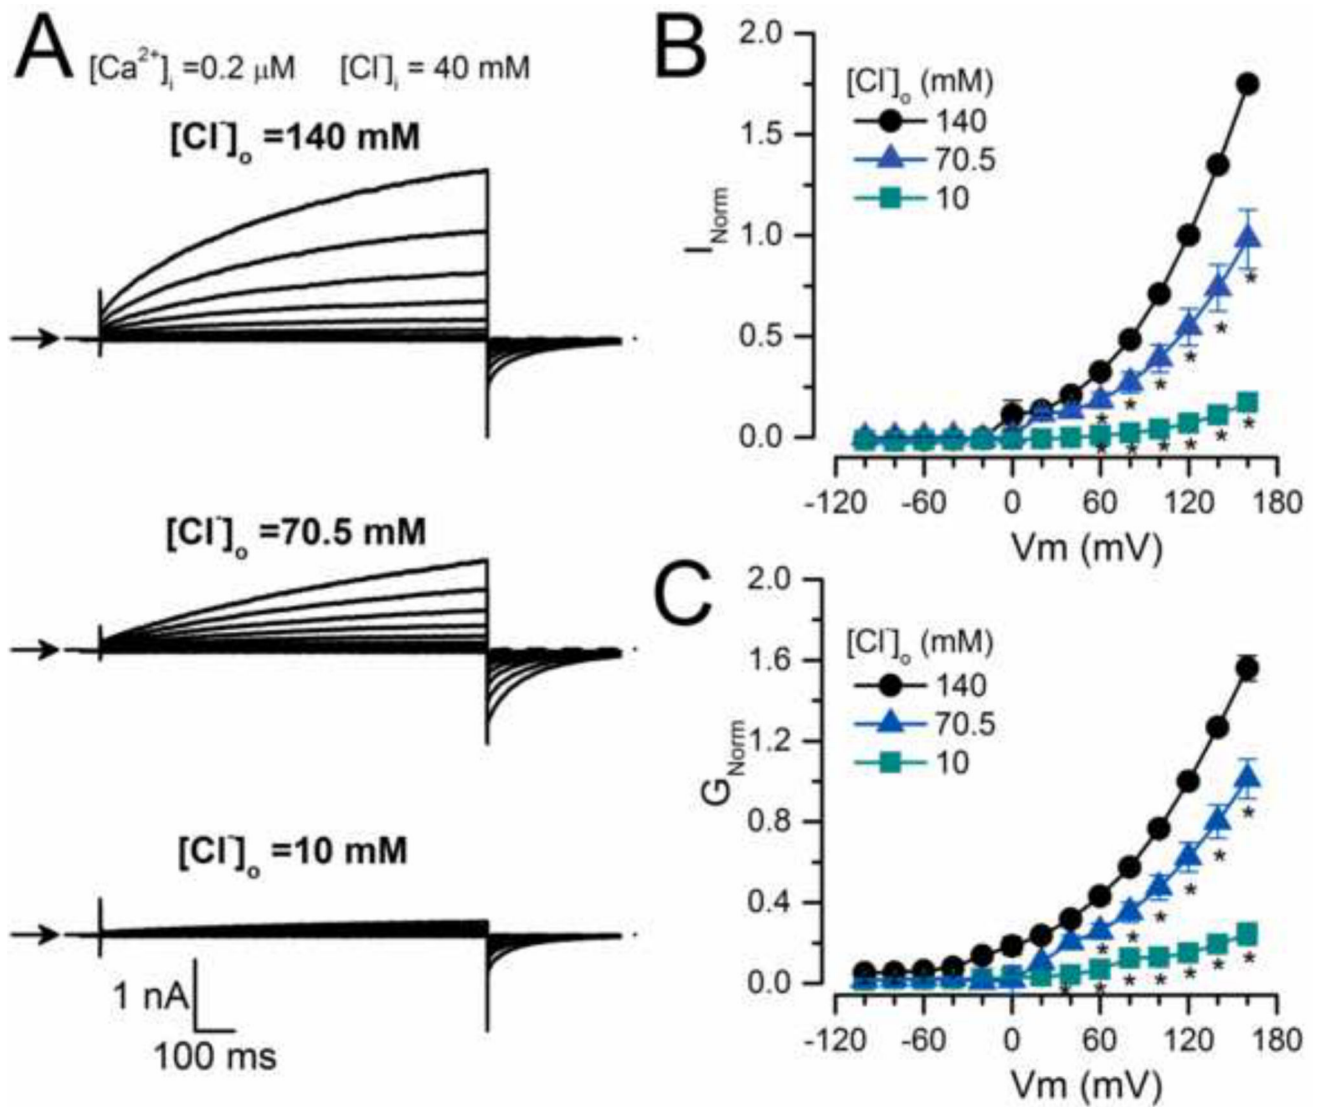 A
[Ca²⁺]ᵢ =0.2 µM [Cl⁻]ᵢ = 40 mM
[Cl⁻]ₒ =140 mM
[Cl⁻]ₒ =70.5 mM
[Cl⁻]ₒ =10 mM
1 nA
100 ms
B
2.0
1.5
1.0
0.5
0.0
I_Norm
[Cl⁻]ₒ (mM)
140
70.5
10
* * * *
* * * *
-120 -60 0 60 120 180
Vm (mV)
C
2.0
1.6
1.2
0.8
0.4
0.0
G_Norm
[Cl⁻]ₒ (mM)
140
70.5
10
-120 -60 0 60 120 180
Vm (mV)